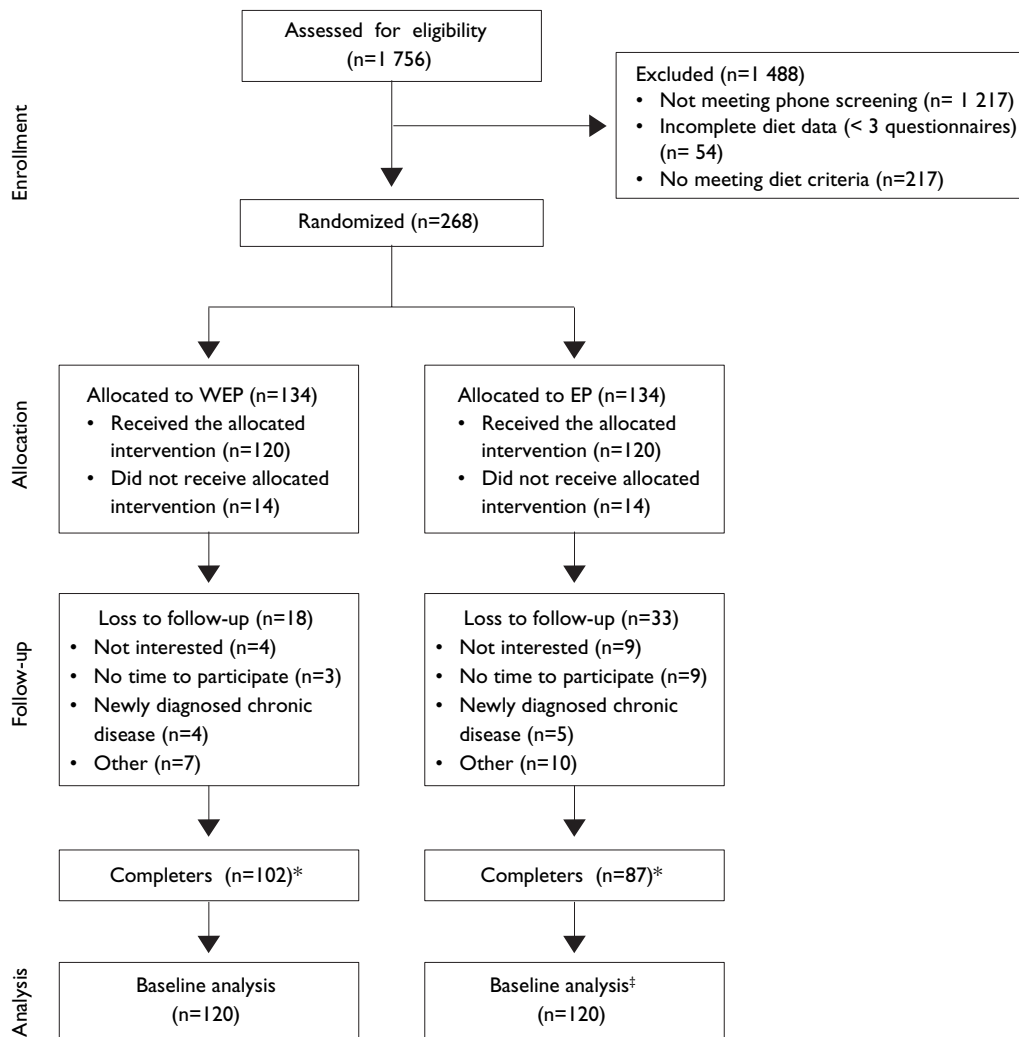 Assessed for eligibility
(n=1 756)
Excluded (n=1 488)
• Not meeting phone screening (n= 1 217)
• Incomplete diet data (< 3 questionnaires)
(n= 54)
• No meeting diet criteria (n=217)
Enrollment
Randomized (n=268)
Allocation
Allocated to WEP (n=134)
• Received the allocated
intervention (n=120)
• Did not receive allocated
intervention (n=14)
Allocated to EP (n=134)
• Received the allocated
intervention (n=120)
• Did not receive allocated
intervention (n=14)
Follow-up
Loss to follow-up (n=18)
• Not interested (n=4)
• No time to participate (n=3)
• Newly diagnosed chronic
disease (n=4)
• Other (n=7)
Loss to follow-up (n=33)
• Not interested (n=9)
• No time to participate (n=9)
• Newly diagnosed chronic
disease (n=5)
• Other (n=10)
Completers (n=102)*
Completers (n=87)*
Analysis
Baseline analysis
(n=120)
Baseline analysis‡
(n=120)